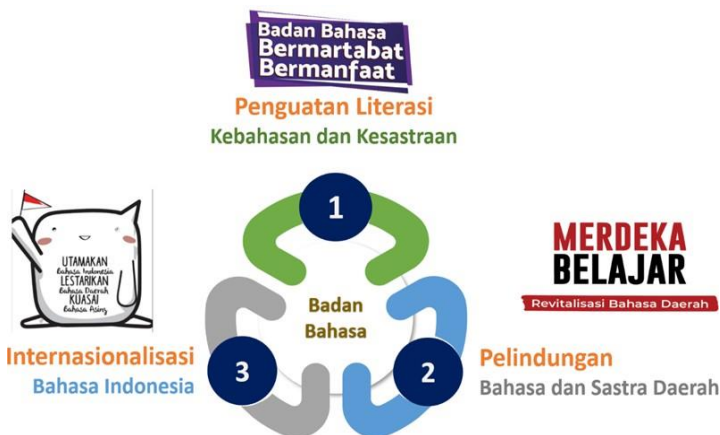 Badan Bahasa
Bermartabat
Bermanfaat
Penguatan Literasi
Kebahasan dan Kesastraan
1
UTAMAKAN
Bahasa Indonesia
LESTARIKAN
Bahasa Daerah
KUASAI
Bahasa Asing
MERDEKA
BELAJAR
Revitalisasi Bahasa Daerah
Badan
Bahasa
Internasionalisasi
Bahasa Indonesia
3
2
Pelindungan
Bahasa dan Sastra Daerah